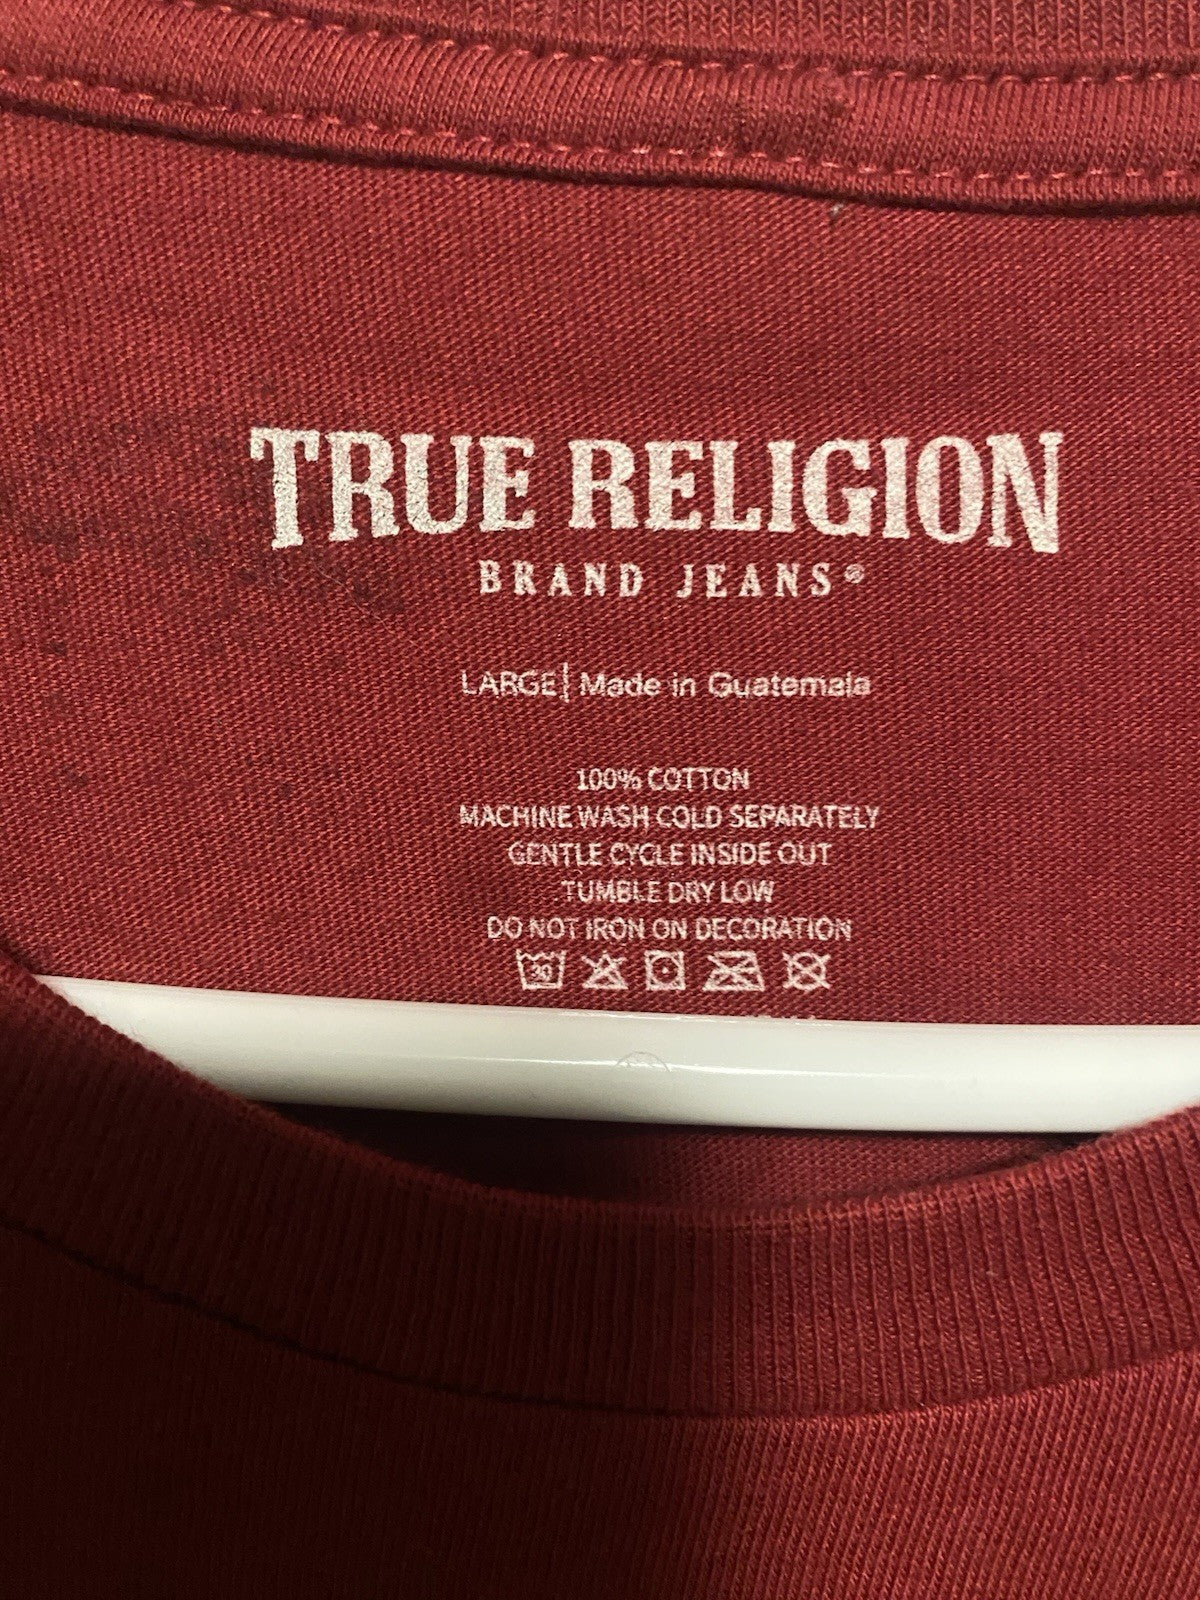 TRUE RELIGION
BRAND JEANS®
LARGE| Made in Guatemala
100% COTTON
MACHINE WASH COLD SEPARATELY
GENTLE CYCLE INSIDE OUT
TUMBLE DRY LOW
DO NOT IRON ON DECORATION
30